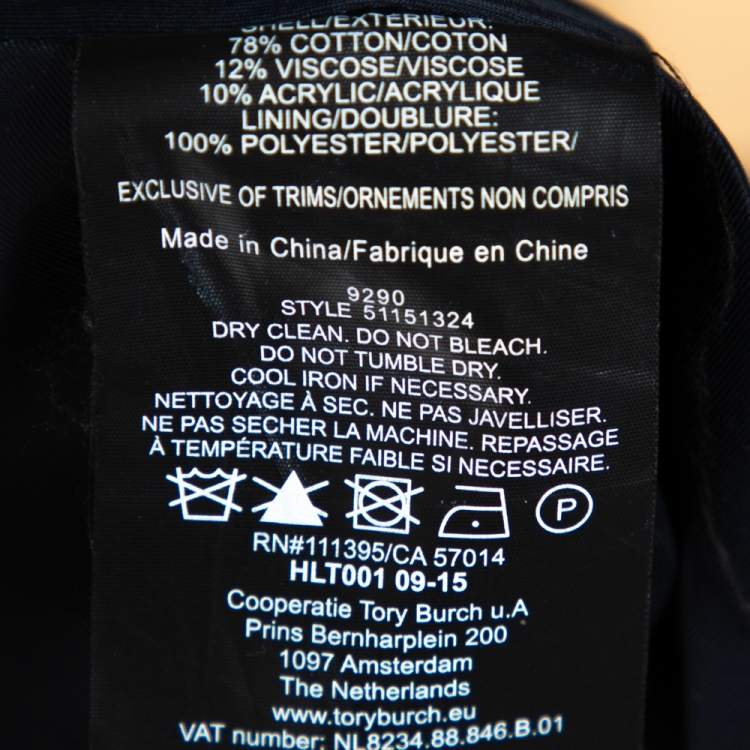 SHELL/EXTERIEUR:
78% COTTON/COTON
12% VISCOSE/VISCOSE
10% ACRYLIC/ACRYLIQUE
LINING/DOUBLURE:
100% POLYESTER/POLYESTER/
EXCLUSIVE OF TRIMS/ORNEMENTS NON COMPRIS
Made in China/Fabrique en Chine
9290
STYLE 51151324
DRY CLEAN. DO NOT BLEACH.
DO NOT TUMBLE DRY.
COOL IRON IF NECESSARY.
NETTOYAGE À SEC. NE PAS JAVELLISER.
NE PAS SECHER LA MACHINE. REPASSAGE
À TEMPÉRATURE FAIBLE SI NECESSAIRE.
P
RN#111395/CA 57014
HLT001 09-15
Cooperatie Tory Burch u.A
Prins Bernharplein 200
1097 Amsterdam
The Netherlands
www.toryburch.eu
VAT number: NL8234.88.846.B.01